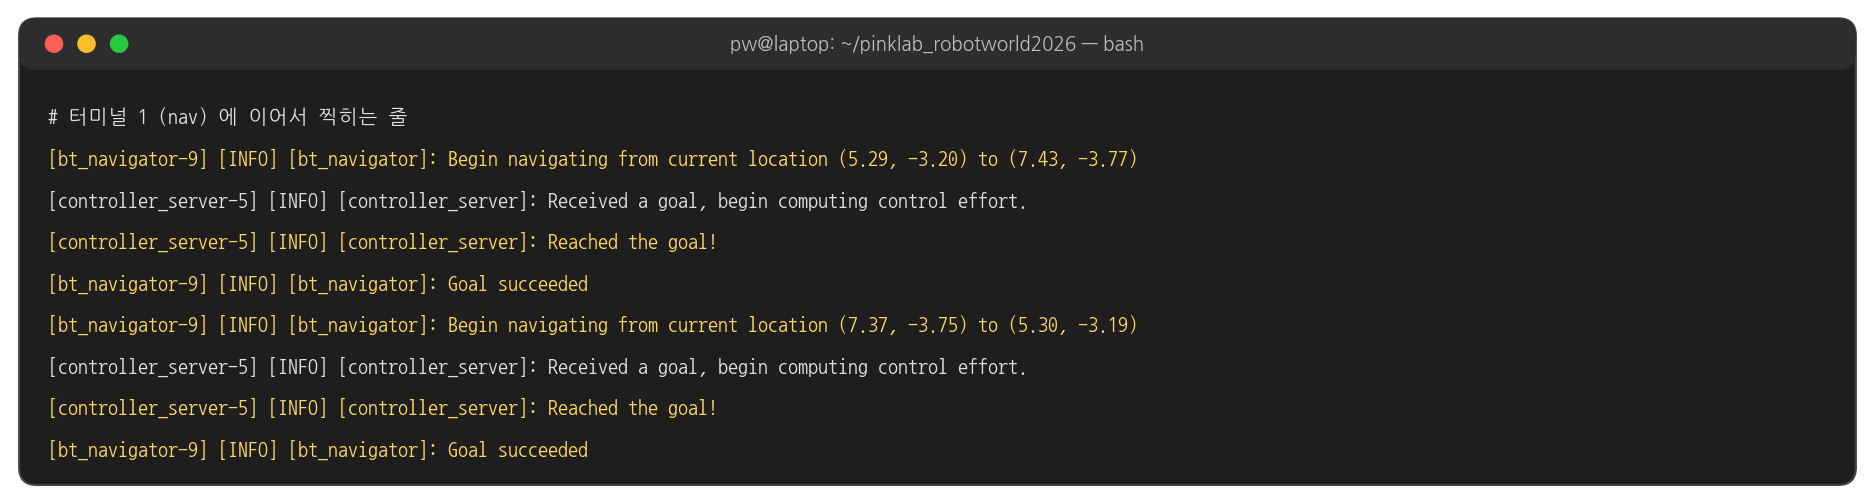 pw@laptop: ~/pinklab_robotworld2026 — bash
# 터미널 1 (nav) 에 이어서 찍히는 줄
[bt_navigator-9] [INFO] [bt_navigator]: Begin navigating from current location (5.29, -3.20) to (7.43, -3.77)
[controller_server-5] [INFO] [controller_server]: Received a goal, begin computing control effort.
[controller_server-5] [INFO] [controller_server]: Reached the goal!
[bt_navigator-9] [INFO] [bt_navigator]: Goal succeeded
[bt_navigator-9] [INFO] [bt_navigator]: Begin navigating from current location (7.37, -3.75) to (5.30, -3.19)
[controller_server-5] [INFO] [controller_server]: Received a goal, begin computing control effort.
[controller_server-5] [INFO] [controller_server]: Reached the goal!
[bt_navigator-9] [INFO] [bt_navigator]: Goal succeeded